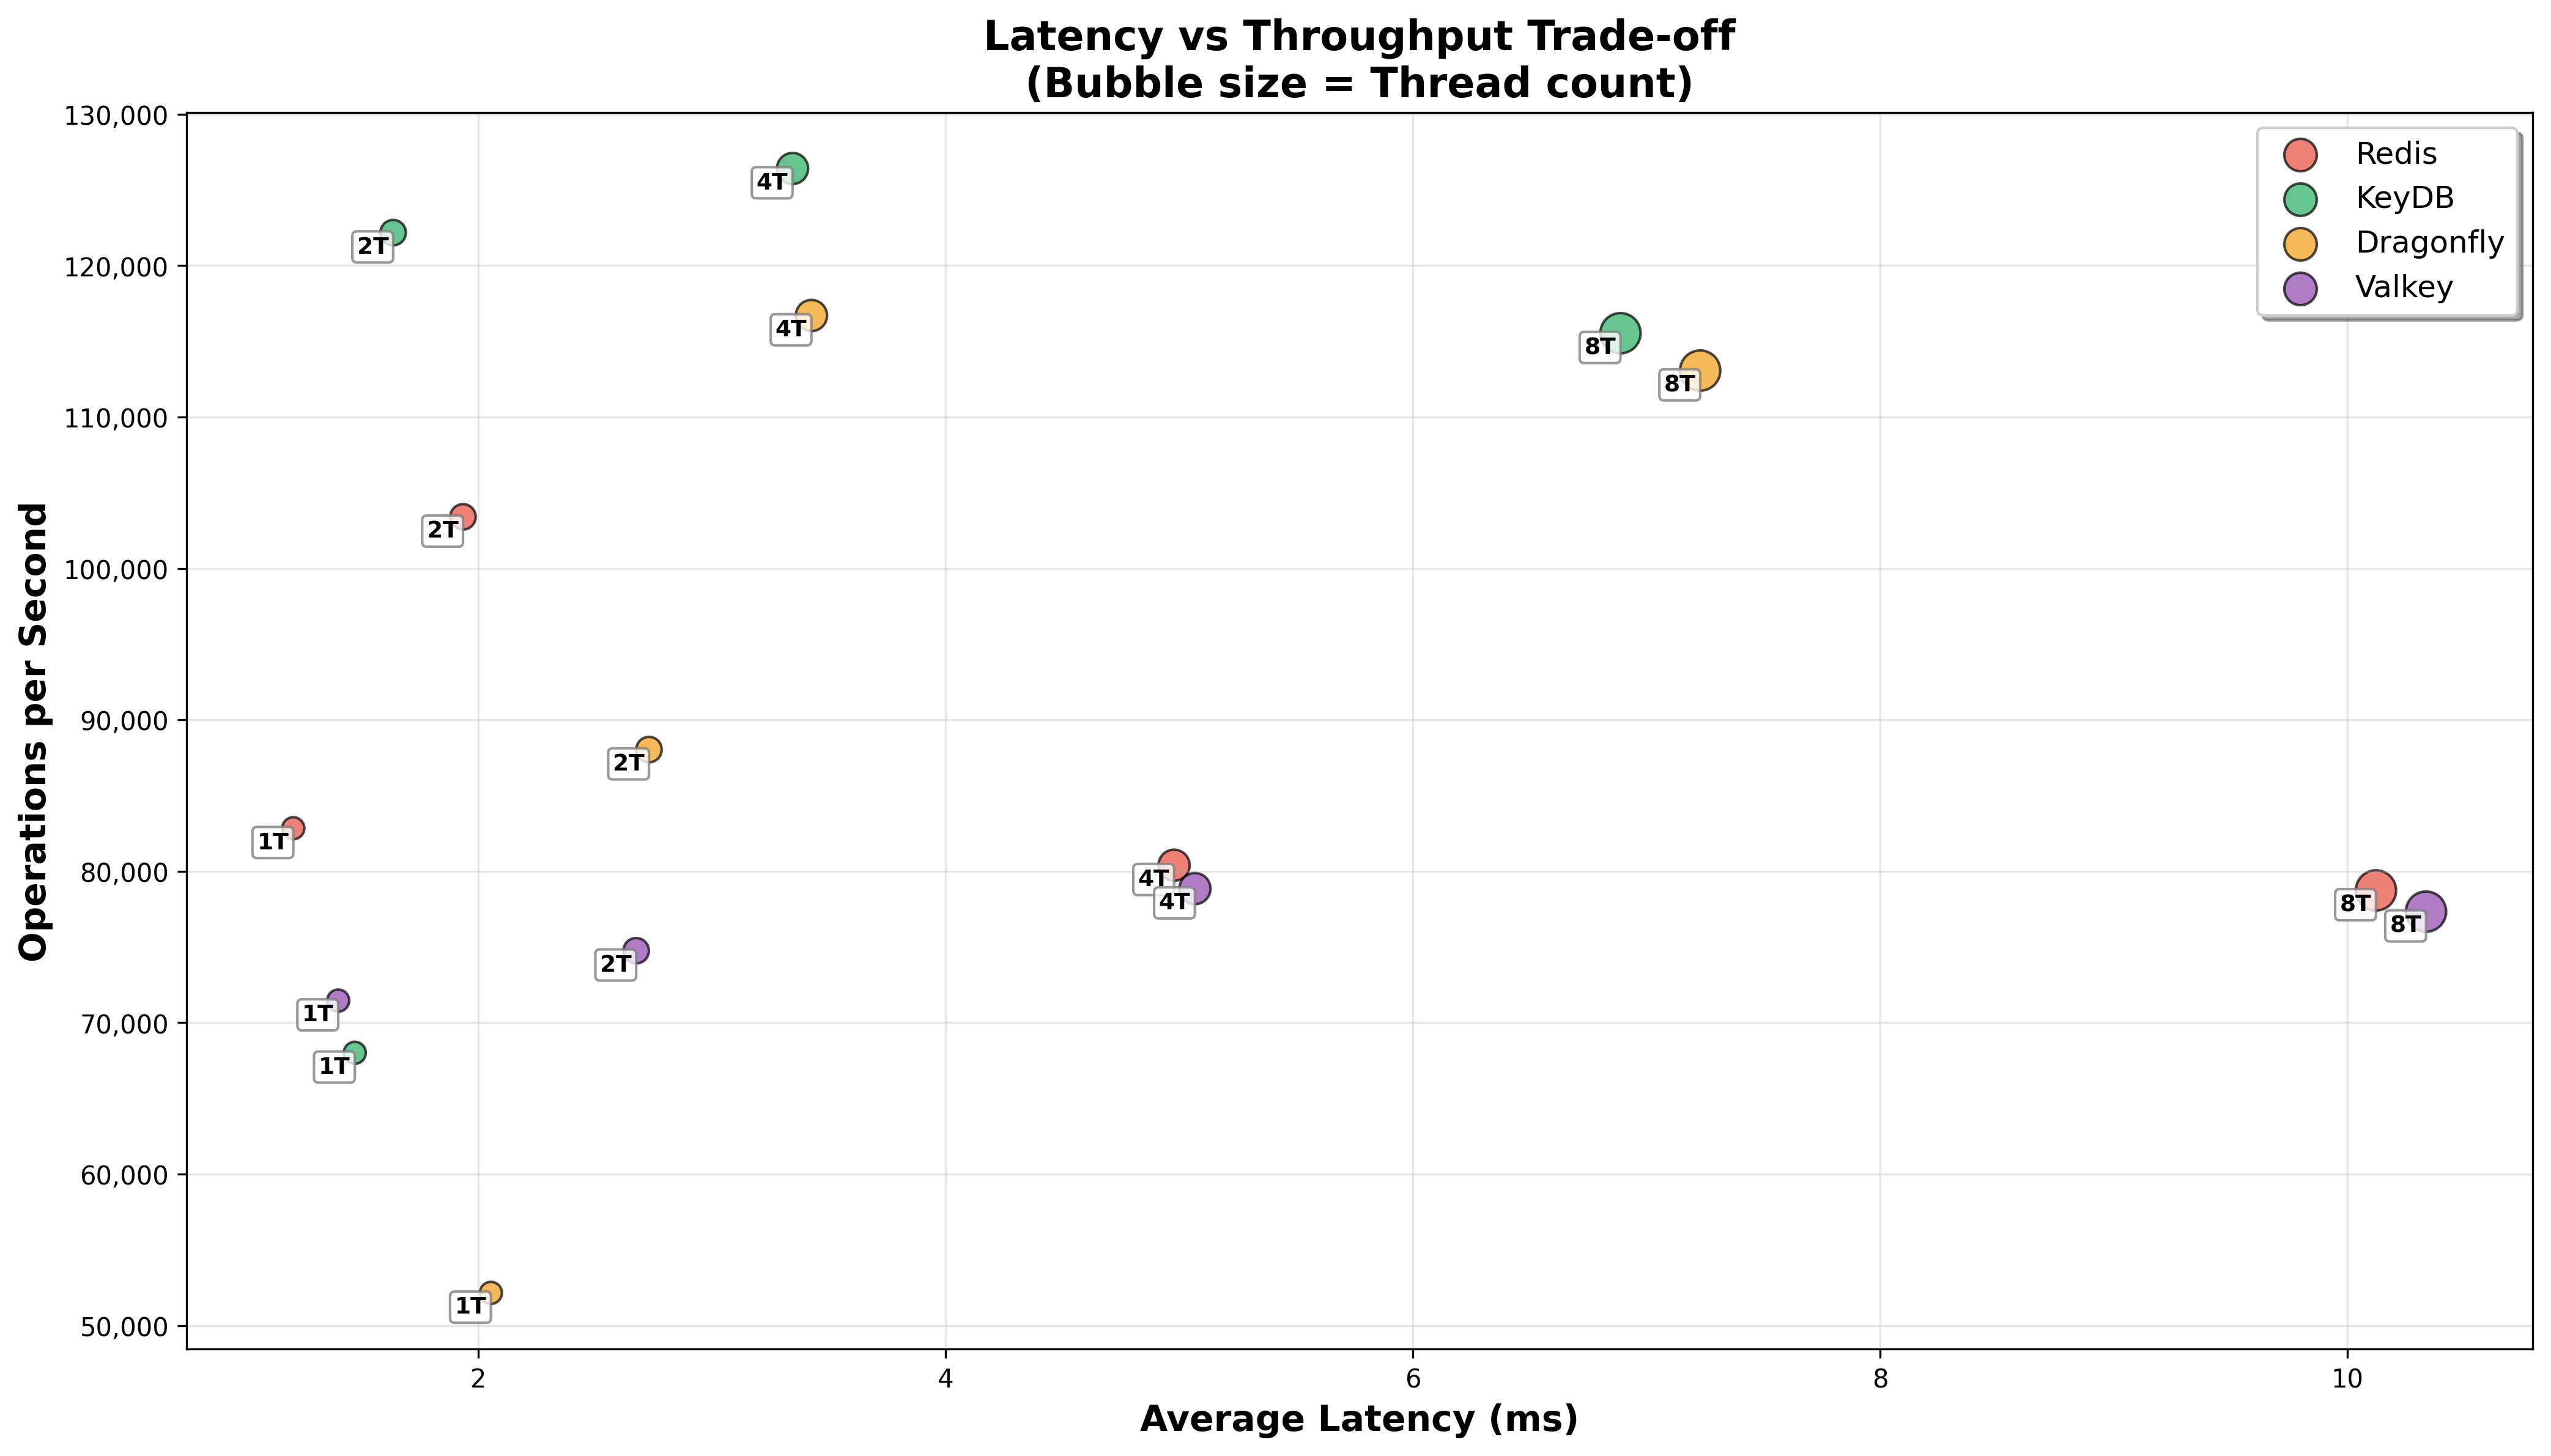 Latency vs Throughput Trade-off
(Bubble size = Thread count)
130,000
120,000
110,000
100,000
90,000
80,000
70,000
60,000
50,000
Operations per Second
Redis
KeyDB
Dragonfly
Valkey
4T
2T
4T
8T
8T
2T
2T
1T
4T
4T
8T
8T
2T
1T
1T
1T
2
4
6
8
10
Average Latency (ms)